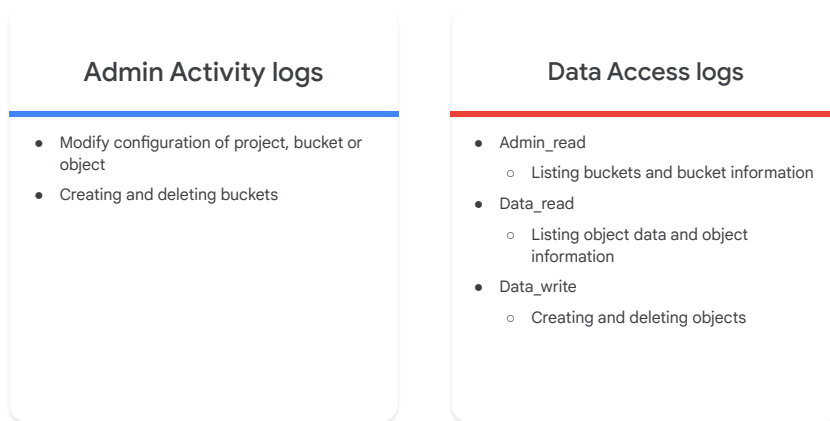 Admin Activity logs
● Modify configuration of project, bucket or
object
● Creating and deleting buckets
Data Access logs
● Admin_read
○ Listing buckets and bucket information
● Data_read
○ Listing object data and object
information
● Data_write
○ Creating and deleting objects